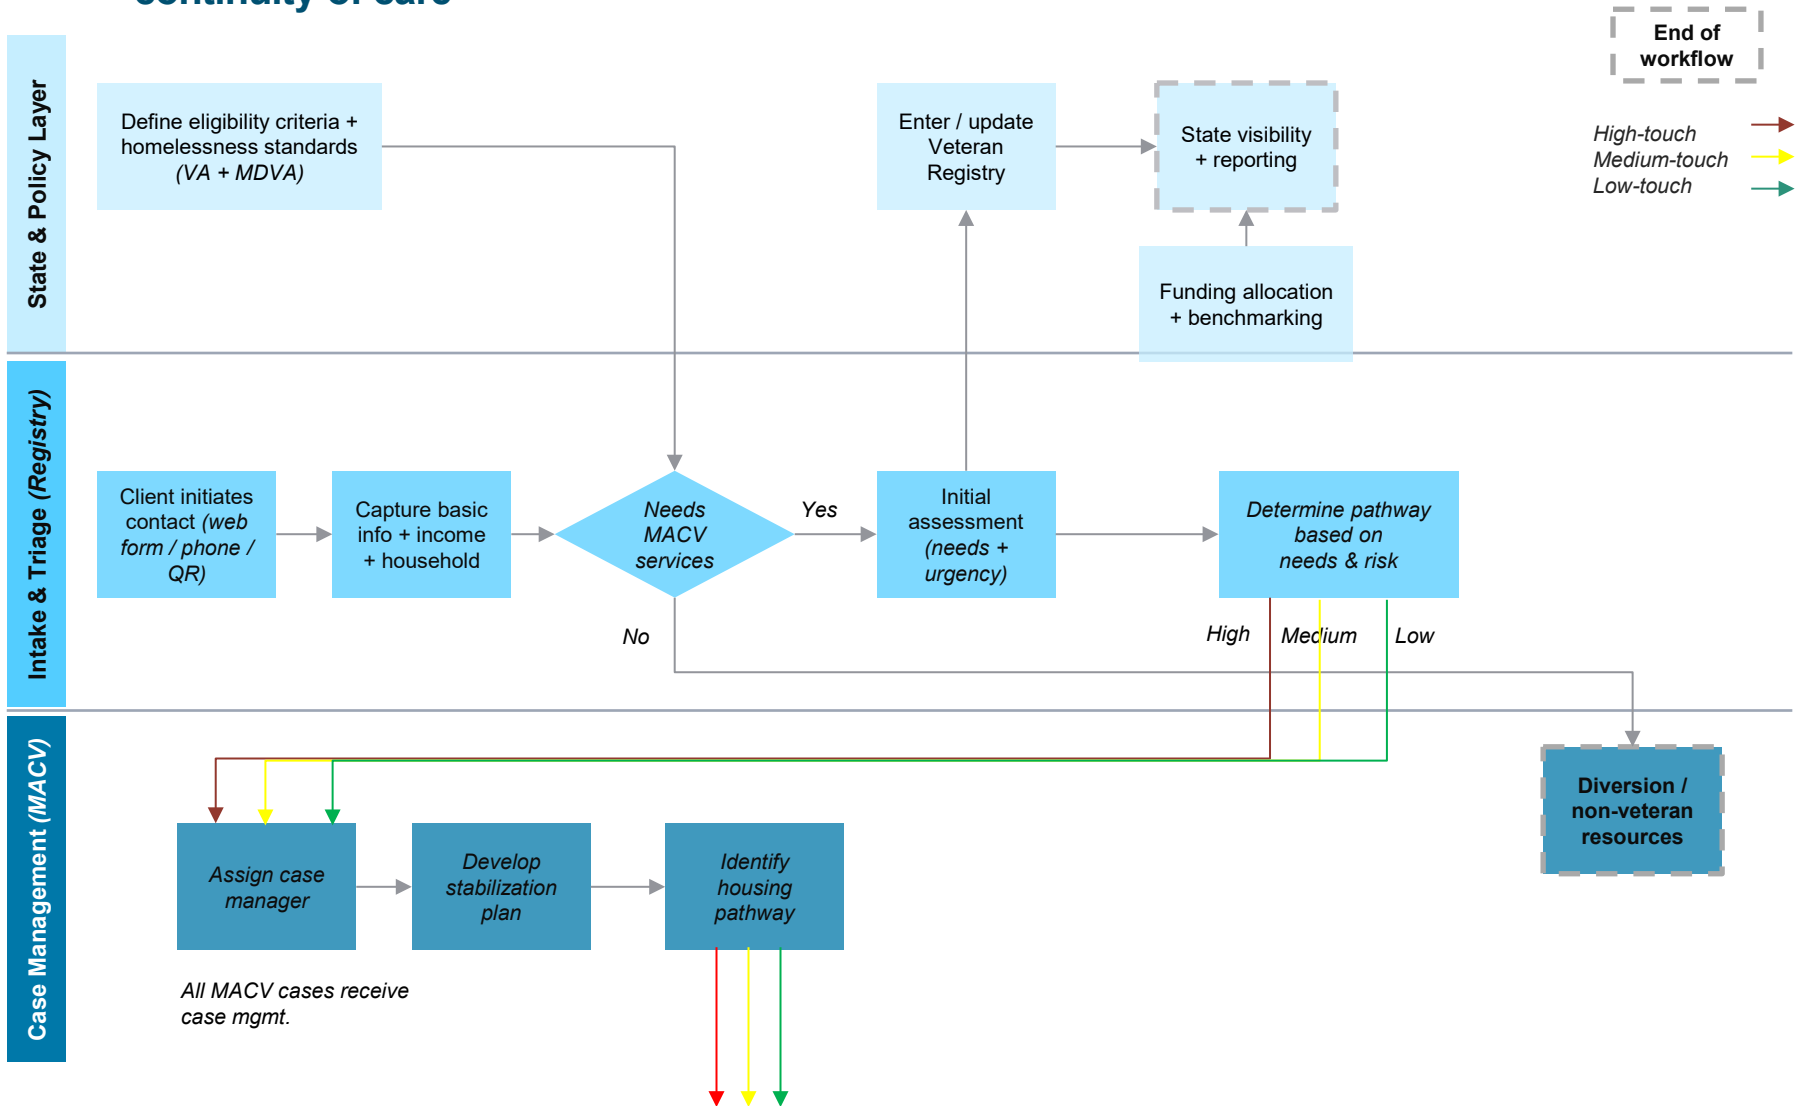 continuity of care
End of
workflow
High-touch
Medium-touch
Low-touch
State & Policy Layer
Define eligibility criteria +
homelessness standards
(VA + MDVA)
Enter / update
Veteran
Registry
State visibility
+ reporting
Funding allocation
+ benchmarking
Intake & Triage (Registry)
Client initiates
contact (web
form / phone /
QR)
Capture basic
info + income
+ household
Needs
MACV
services
Yes
No
Initial
assessment
(needs +
urgency)
Determine pathway
based on
needs & risk
High
Medium
Low
Case Management (MACV)
Assign case
manager
Develop
stabilization
plan
Identify
housing
pathway
Diversion /
non-veteran
resources
All MACV cases receive
case mgmt.